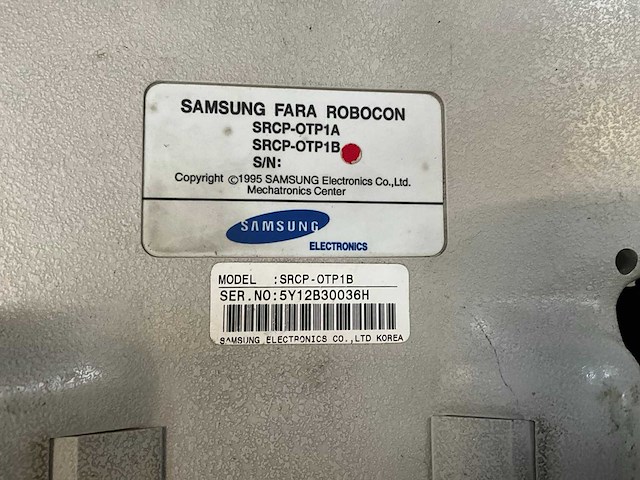 SAMSUNG FARA ROBOCON
SRCP-OTP1A
SRCP-OTP1B
S/N:
Copyright ©1995 SAMSUNG Electronics Co.,Ltd.
Mechatronics Center
SAMSUNG
ELECTRONICS
MODEL :SRCP-OTP1B
SER.NO:5Y12B30036H
SAMSUNG ELECTRONICS CO.,LTD KOREA